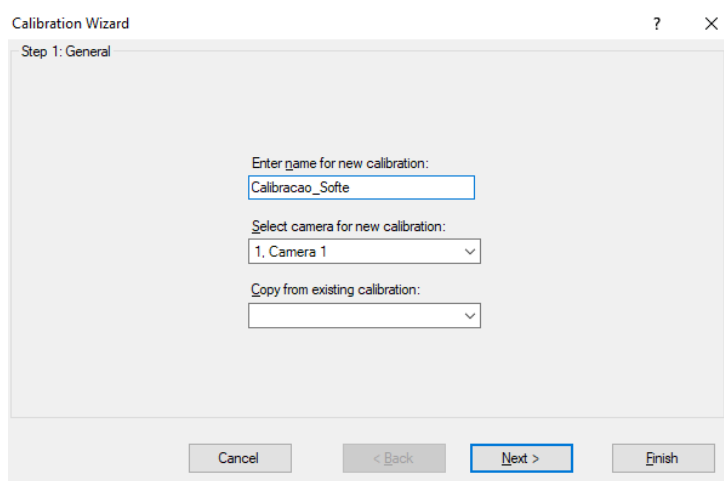 Calibration Wizard
?
Step 1: General
Enter name for new calibration:
Calibracao_Softe
Select camera for new calibration:
1, Camera 1
Copy from existing calibration:
Cancel
< Back
Next >
Finish